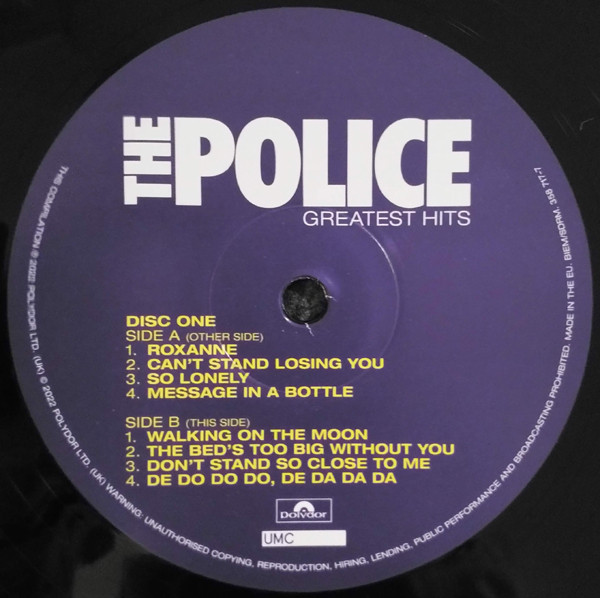 THE POLICE
GREATEST HITS
DISC ONE
SIDE A (OTHER SIDE)
1. ROXANNE
2. CAN'T STAND LOSING YOU
3. SO LONELY
4. MESSAGE IN A BOTTLE
SIDE B (THIS SIDE)
1. WALKING ON THE MOON
2. THE BED'S TOO BIG WITHOUT YOU
3. DON'T STAND SO CLOSE TO ME
4. DE DO DO DO, DE DA DA DA
Polydor
UMC
THIS COMPILATION ℗ 2022 POLYDOR LTD. (UK) © 2022 POLYDOR LTD. (UK) WARNING: UNAUTHORISED COPYING, REPRODUCTION, HIRING, LENDING, PUBLIC PERFORMANCE AND BROADCASTING PROHIBITED. MADE IN THE EU. BIEM/SDRM. 358 717-7